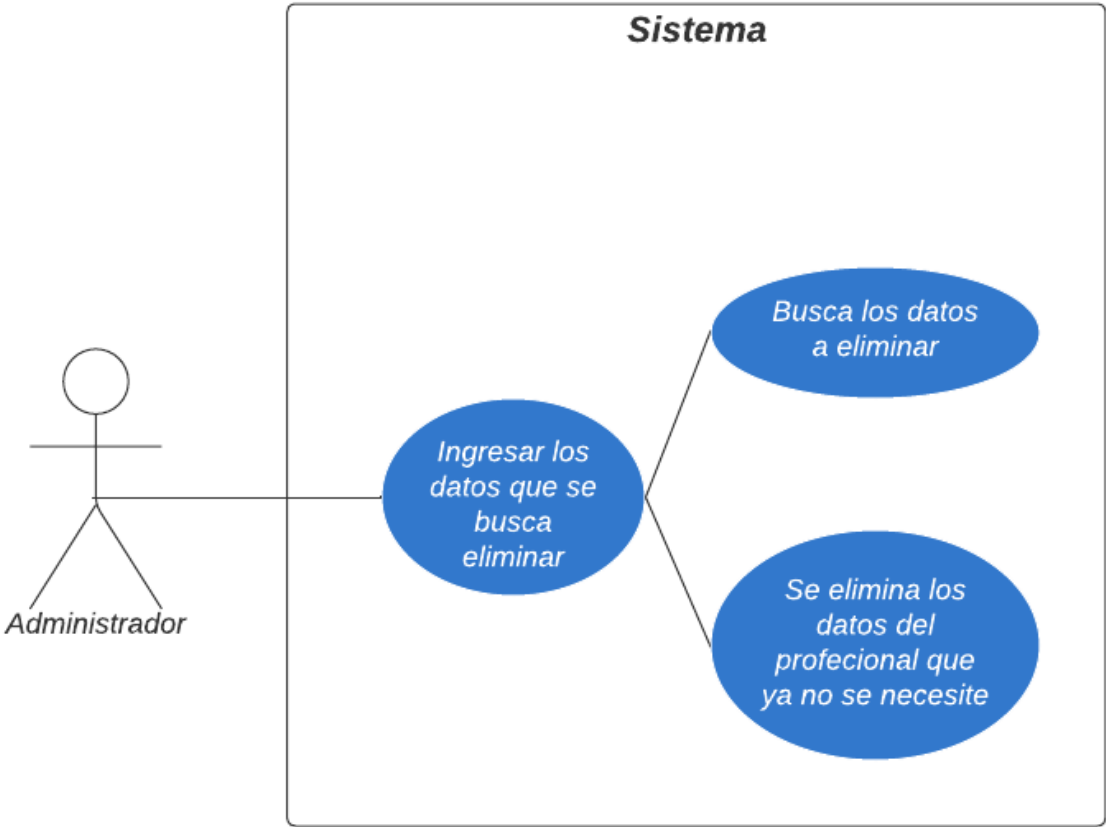 Sistema
Busca los datos
a eliminar
Ingresar los
datos que se
busca
eliminar
Se elimina los
datos del
profecional que
ya no se necesite
Administrador